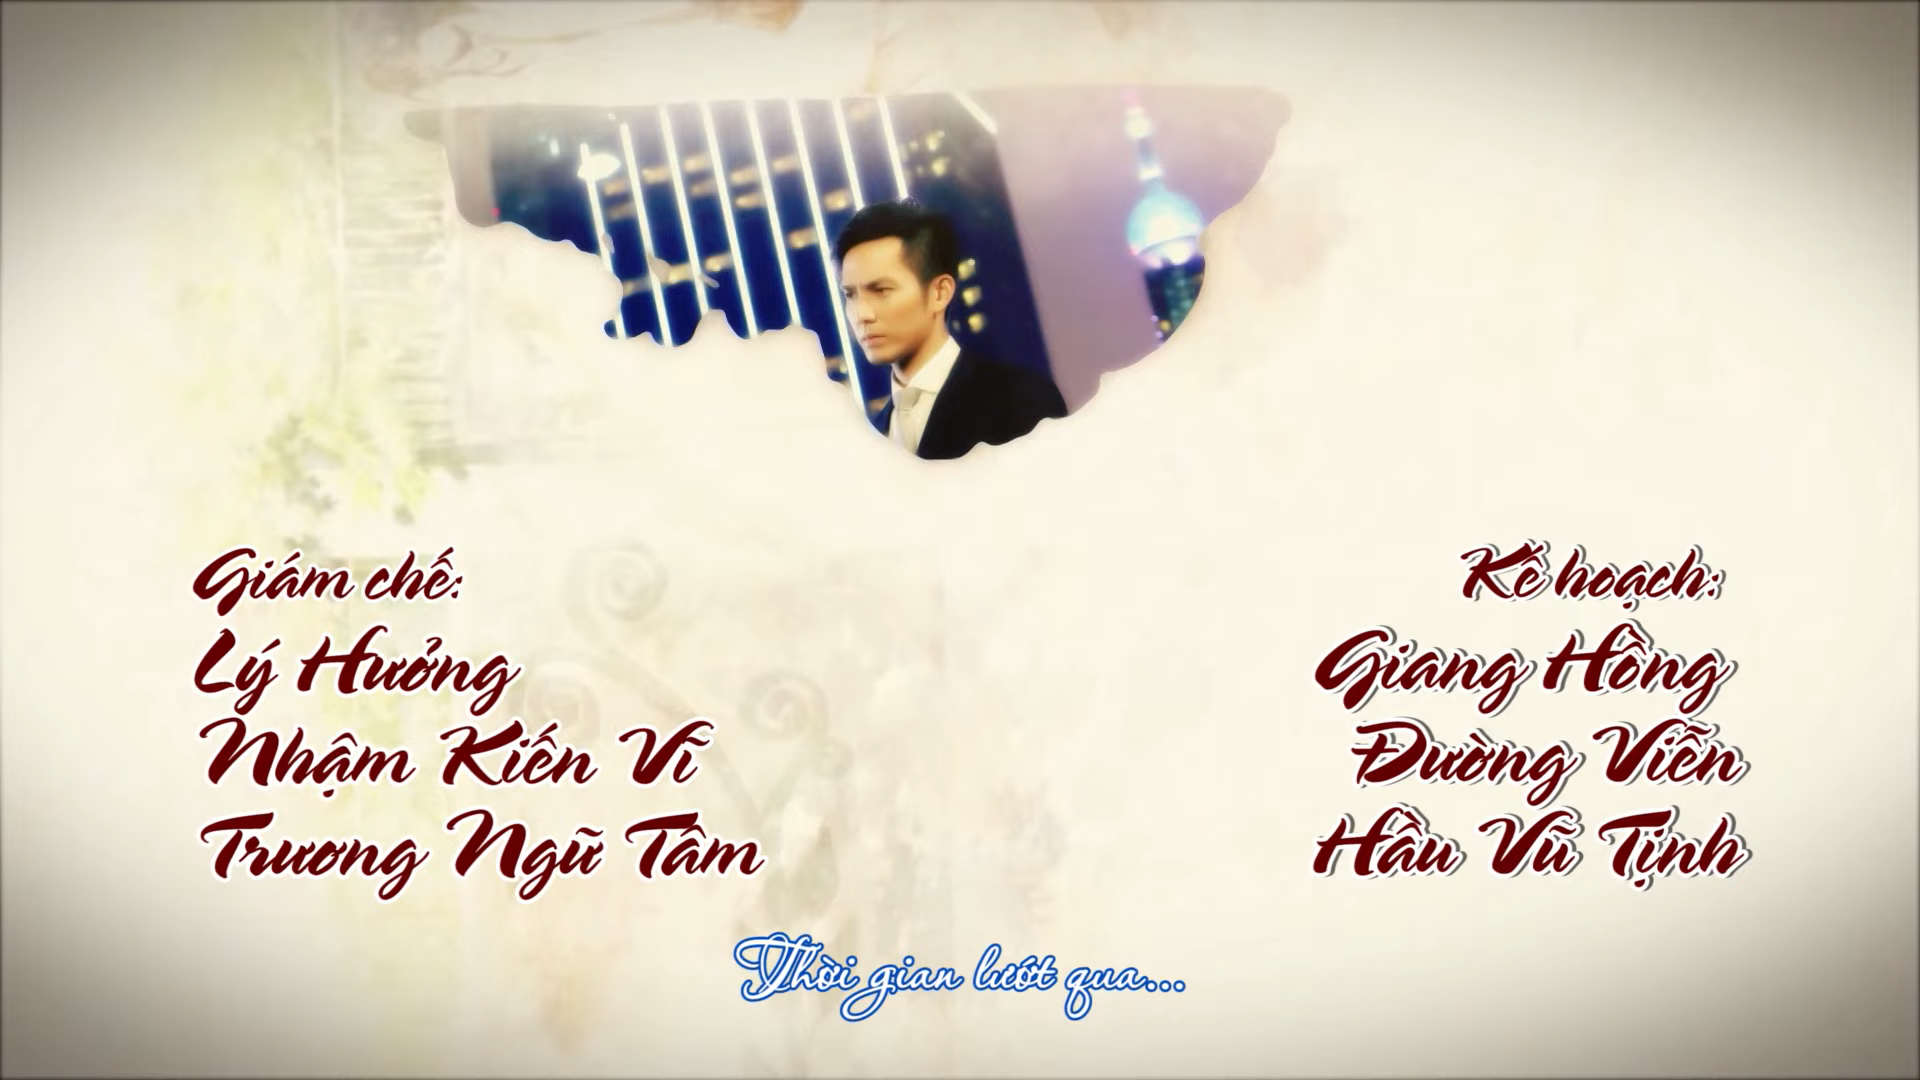 Giám chế:
Lý Hưởng
Nhậm Kiến Vĩ
Trương Ngữ Tâm
Kế hoạch:
Giang Hồng
Đường Viễn
Hầu Vũ Tịnh
Thời gian lướt qua...